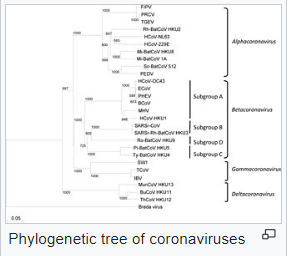 FIPV
PRCV
TGEV
Rh-BatCoV HKU2
HCoV-NL63
HCoV-229E
Mi-BatCoV HKU8
Mi-BatCoV 1A
Sc-BatCoV 512
PEDV
Alphacoronavirus
HCoV-OC43
ECoV
PHEV
BCoV
MHV
HCoV-HKU1
Subgroup A
SARSr-CoV
SARSr-Rh-BatCoV HKU3
Subgroup B
Ro-BatCoV HKU9
Subgroup D
Pi-BatCoV HKU5
Ty-BatCoV HKU4
Subgroup C
Betacoronavirus
SW1
TCoV
IBV
Gammacoronavirus
MunCoV HKU13
BuCoV HKU11
ThCoV HKU12
Deltacoronavirus
Breda virus
0.05
Phylogenetic tree of coronaviruses